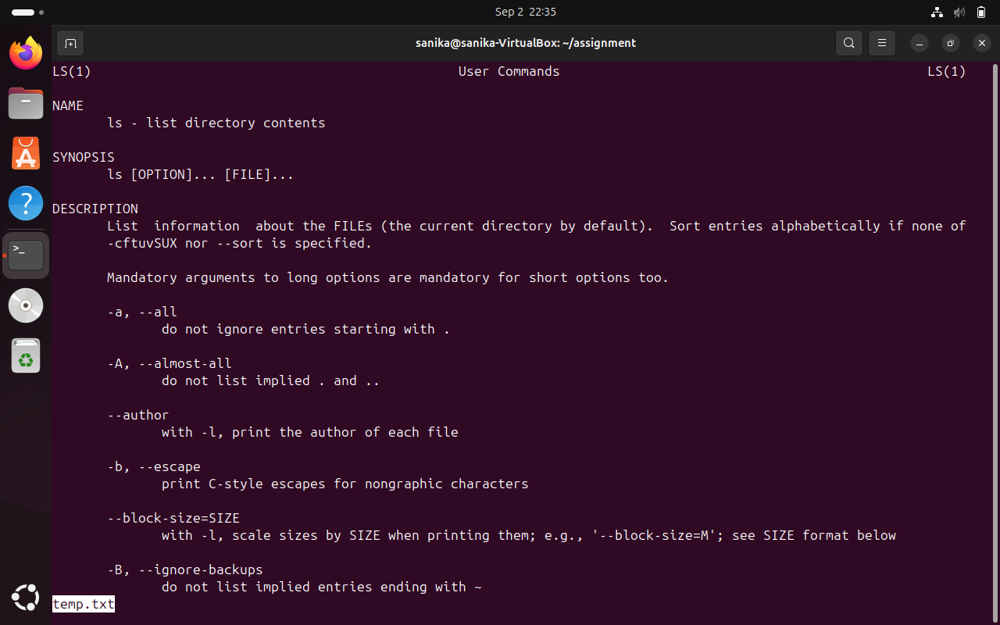 Sep 2 22:35
sanika@sanika-VirtualBox: ~/assignment
LS(1) User Commands LS(1)
NAME
ls - list directory contents
SYNOPSIS
ls [OPTION]... [FILE]...
DESCRIPTION
List information about the FILEs (the current directory by default). Sort entries alphabetically if none of
-cftuvSUX nor --sort is specified.
Mandatory arguments to long options are mandatory for short options too.
-a, --all
do not ignore entries starting with .
-A, --almost-all
do not list implied . and ..
--author
with -l, print the author of each file
-b, --escape
print C-style escapes for nongraphic characters
--block-size=SIZE
with -l, scale sizes by SIZE when printing them; e.g., '--block-size=M'; see SIZE format below
-B, --ignore-backups
do not list implied entries ending with ~
temp.txt